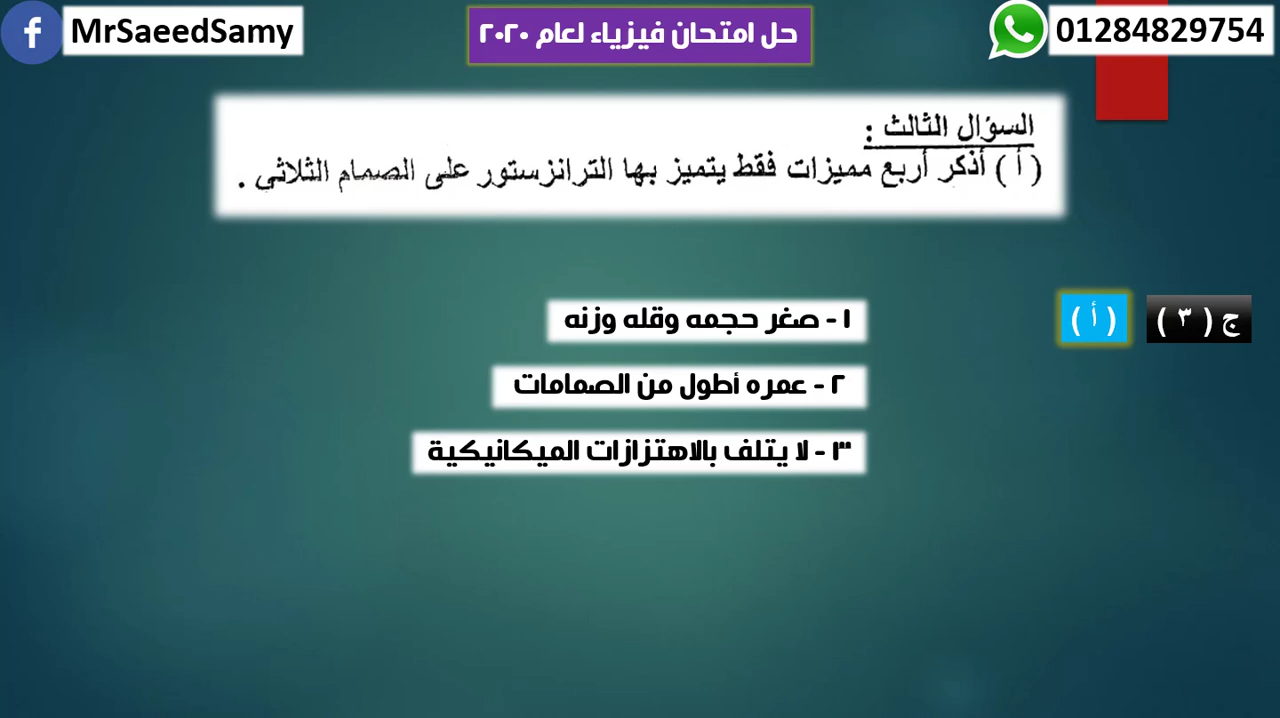 MrSaeedSamy
حل امتحان فيزياء لعام ٢٠٢٠
01284829754
السؤال الثالث :
( أ ) أذكر أربع مميزات فقط يتميز بها الترانزستور على الصمام الثلاثي .
ج ( ٣ ) ( أ )
١ - صغر حجمه وقله وزنه
٢ - عمره أطول من الصمامات
٣ - لا يتلف بالاهتزازات الميكانيكية